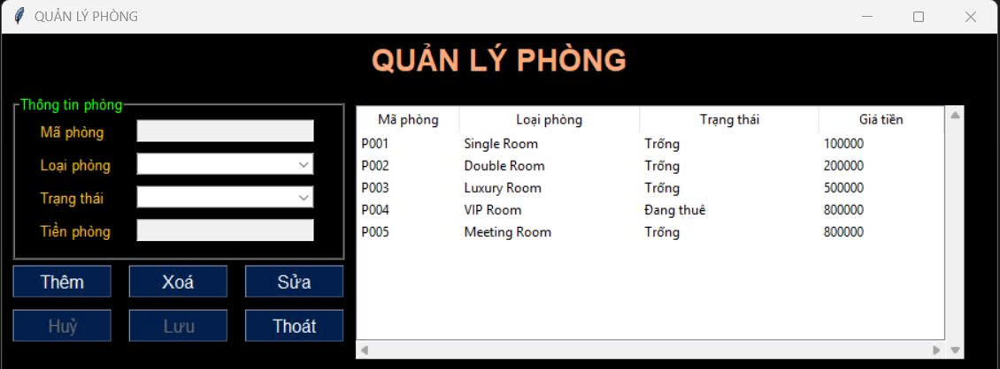 QUẢN LÝ PHÒNG
QUẢN LÝ PHÒNG
Thông tin phòng
Mã phòng
Loại phòng
Trạng thái
Tiền phòng
Thêm Xoá Sửa
Huỷ Lưu Thoát
Mã phòng Loại phòng Trạng thái Giá tiền
P001 Single Room Trống 100000
P002 Double Room Trống 200000
P003 Luxury Room Trống 500000
P004 VIP Room Đang thuê 800000
P005 Meeting Room Trống 800000